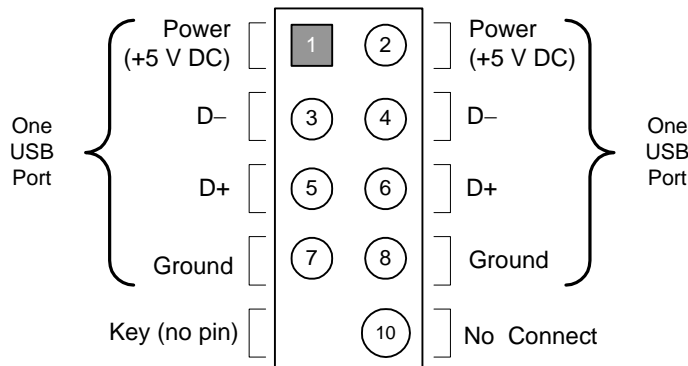 Power
(+5 V DC)
1
2
Power
(+5 V DC)
D–
3
4
D–
One
USB
Port
One
USB
Port
D+
5
6
D+
Ground
7
8
Ground
Key (no pin)
10
No Connect